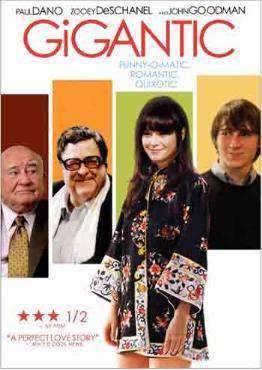 PAUL DANO ZOOEY DESCHANEL AND JOHN GOODMAN
GiGANTIC
FUNNY-O-MATIC,
ROMANTIC,
QUIXOTIC
★★★ 1/2
"A PERFECT LOVE STORY"